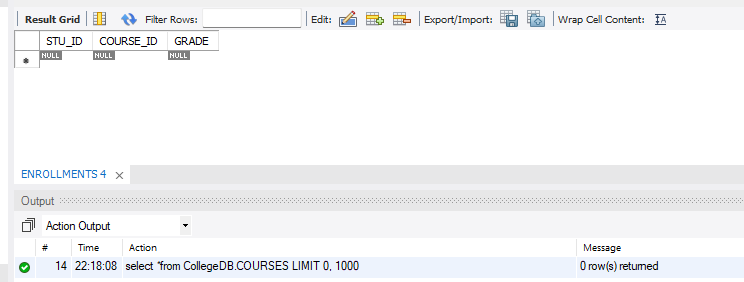 Result Grid Filter Rows: Edit: Export/Import: Wrap Cell Content: IA
STU_ID COURSE_ID GRADE
NULL NULL NULL
ENROLLMENTS 4 ×
Output
Action Output
# Time Action Message
14 22:18:08 select *from CollegeDB.COURSES LIMIT 0, 1000 0 row(s) returned